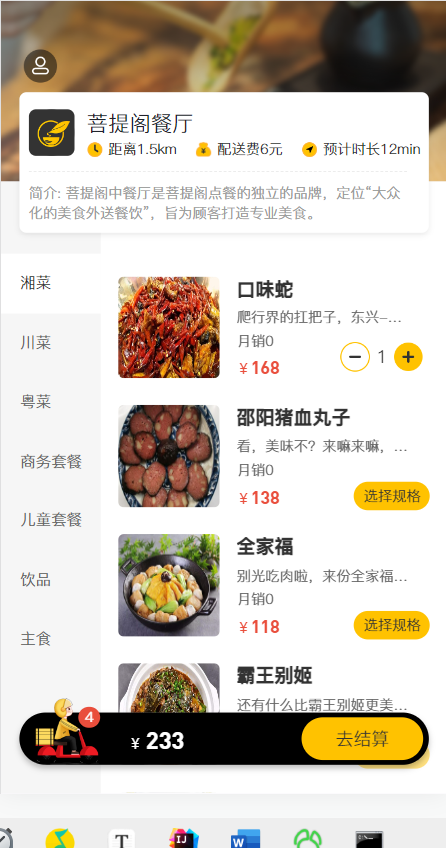 菩提阁餐厅
距离1.5km 配送费6元 预计时长12min
简介: 菩提阁中餐厅是菩提阁点餐的独立的品牌，定位“大众
化的美食外送餐饮”，旨为顾客打造专业美食。
湘菜
川菜
粤菜
商务套餐
儿童套餐
饮品
主食
口味蛇
爬行界的扛把子，东兴-...
月销0
￥168
1
邵阳猪血丸子
看，美味不？来嘛来嘛，...
月销0
￥138
选择规格
全家福
别光吃肉啦，来份全家福...
月销0
￥118
选择规格
霸王别姬
还有什么比霸王别姬更美...
4
￥ 233
去结算
T
IJ
W